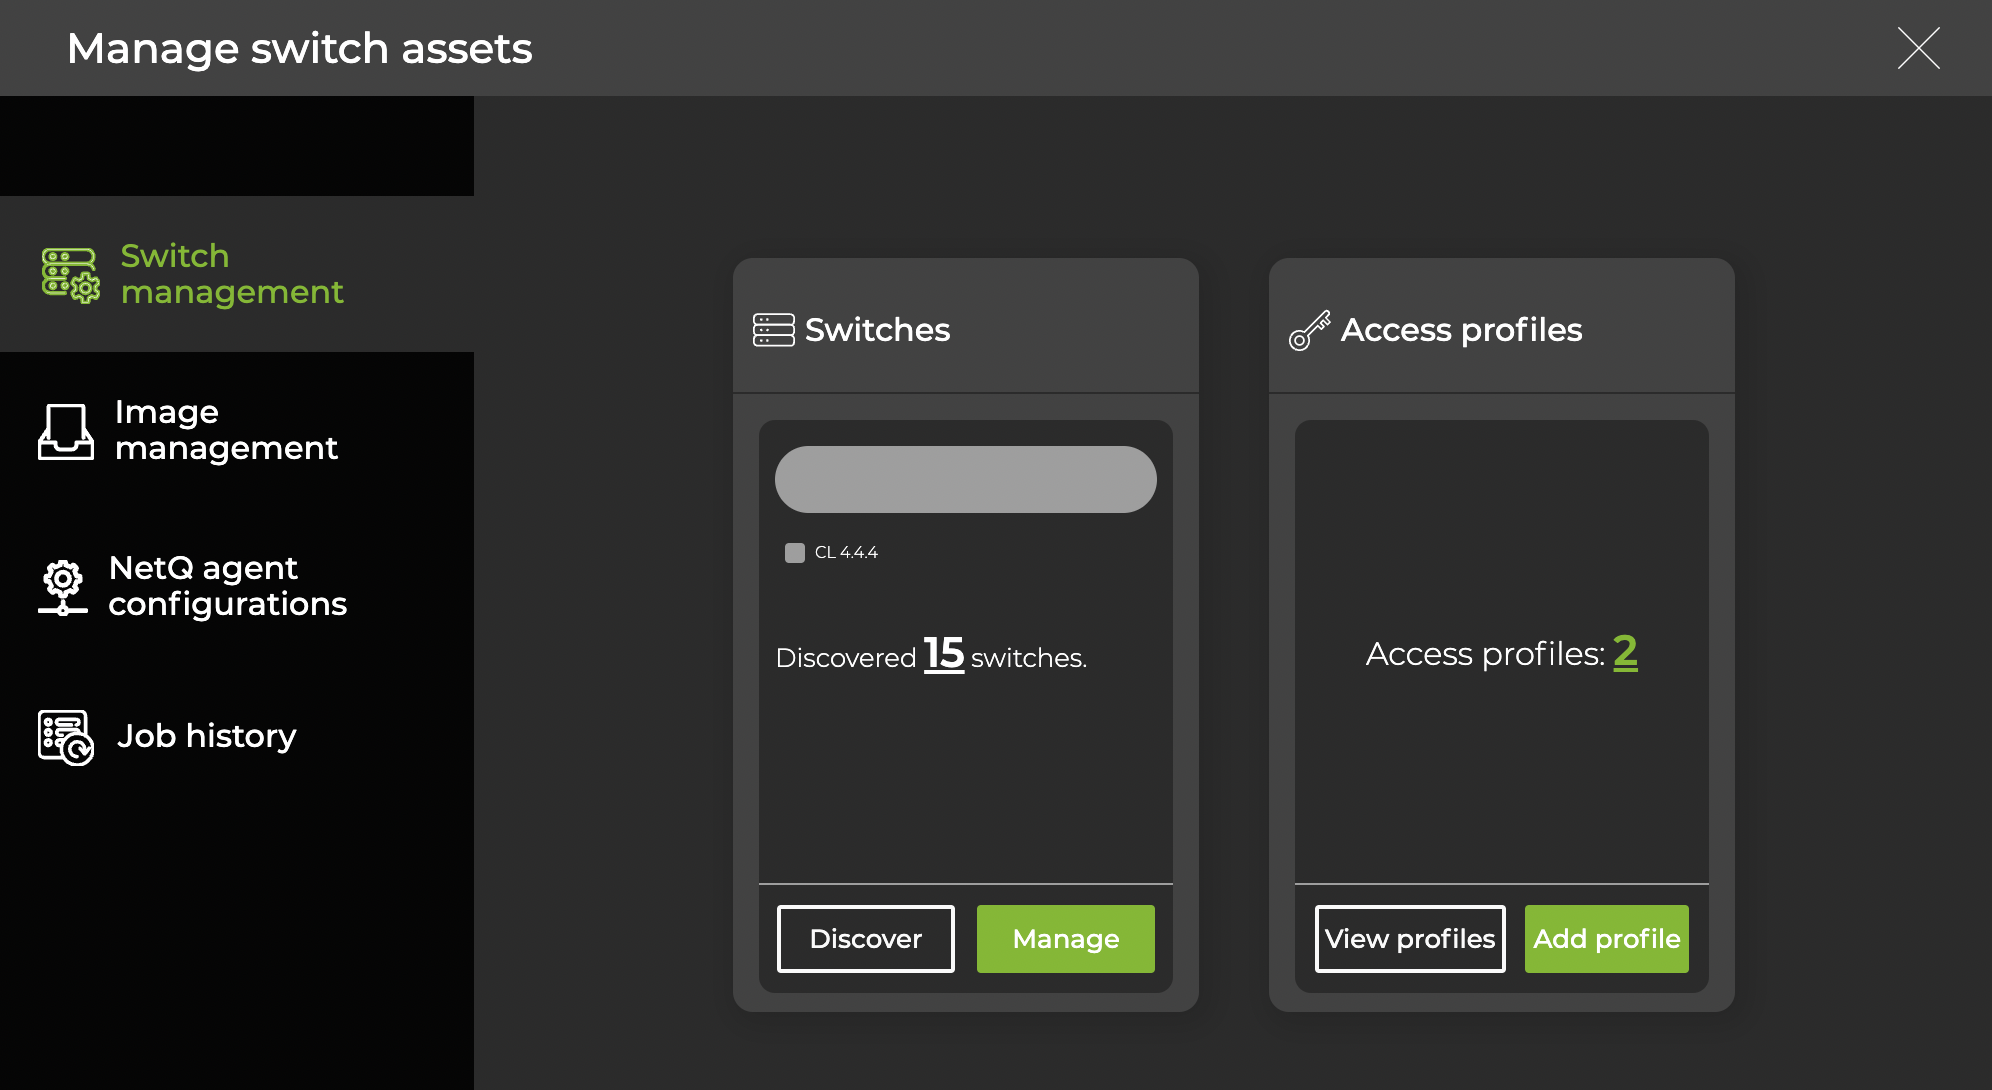 Manage switch assets
Switch
management
Image
management
NetQ agent
configurations
Job history
Switches
CL 4.4.4
Discovered 15 switches.
Discover
Manage
Access profiles
Access profiles: 2
View profiles
Add profile